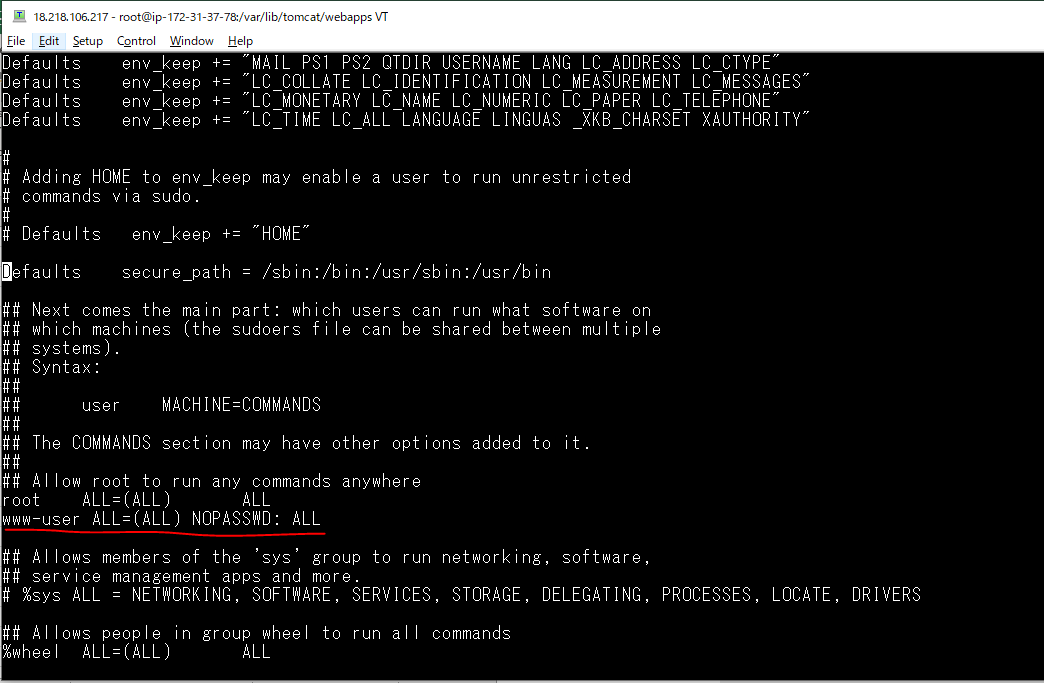 18.218.106.217 - root@ip-172-31-37-78:/var/lib/tomcat/webapps VT
File Edit Setup Control Window Help
Defaults    env_keep += "MAIL PS1 PS2 QTDIR USERNAME LANG LC_ADDRESS LC_CTYPE"
Defaults    env_keep += "LC_COLLATE LC_IDENTIFICATION LC_MEASUREMENT LC_MESSAGES"
Defaults    env_keep += "LC_MONETARY LC_NAME LC_NUMERIC LC_PAPER LC_TELEPHONE"
Defaults    env_keep += "LC_TIME LC_ALL LANGUAGE LINGUAS _XKB_CHARSET XAUTHORITY"
#
# Adding HOME to env_keep may enable a user to run unrestricted
# commands via sudo.
#
# Defaults   env_keep += "HOME"
Defaults    secure_path = /sbin:/bin:/usr/sbin:/usr/bin
## Next comes the main part: which users can run what software on
## which machines (the sudoers file can be shared between multiple
## systems).
## Syntax:
##
##      user    MACHINE=COMMANDS
##
## The COMMANDS section may have other options added to it.
##
## Allow root to run any commands anywhere
root    ALL=(ALL)       ALL
www-user ALL=(ALL) NOPASSWD: ALL
## Allows members of the 'sys' group to run networking, software,
## service management apps and more.
# %sys ALL = NETWORKING, SOFTWARE, SERVICES, STORAGE, DELEGATING, PROCESSES, LOCATE, DRIVERS
## Allows people in group wheel to run all commands
%wheel  ALL=(ALL)       ALL